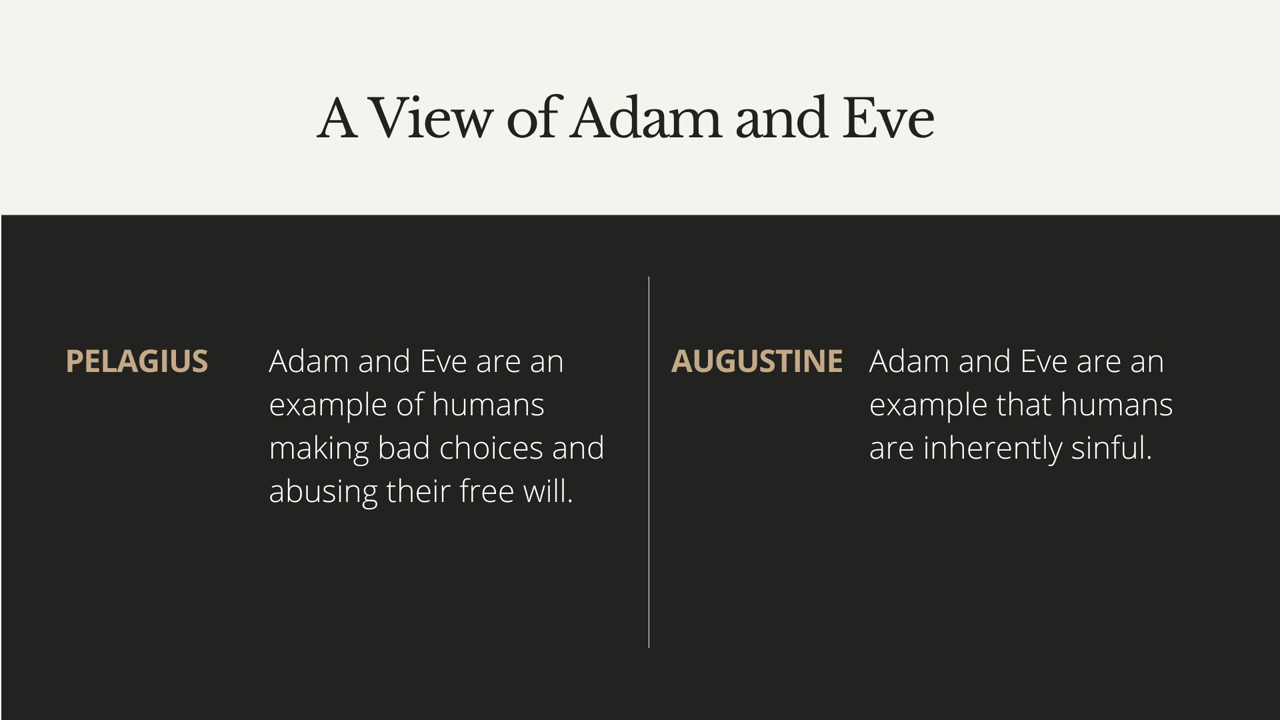 A View of Adam and Eve
PELAGIUS
Adam and Eve are an
example of humans
making bad choices and
abusing their free will.
AUGUSTINE
Adam and Eve are an
example that humans
are inherently sinful.